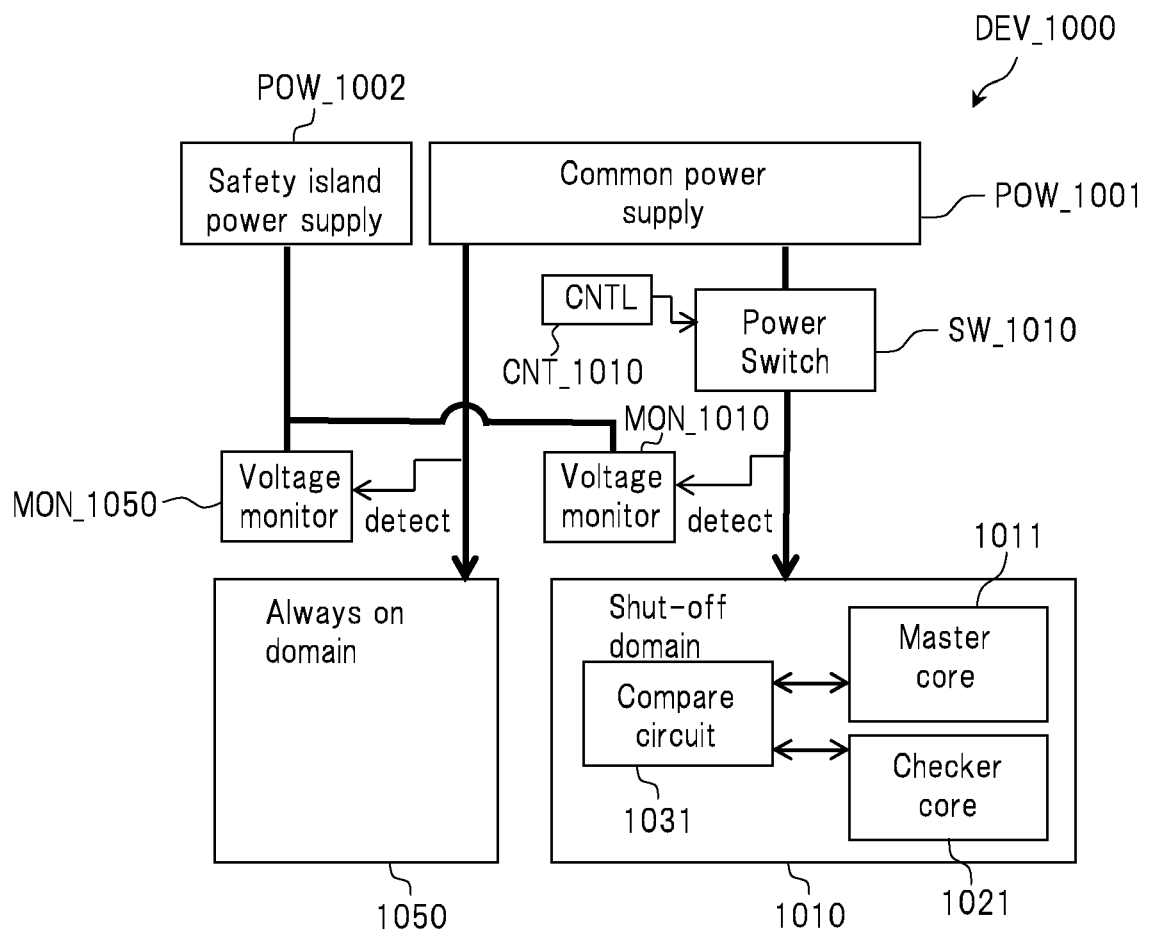 DEV_1000
POW_1002
Safety island
power supply
Common power
supply
POW_1001
CNTL
CNT_1010
Power
Switch
SW_1010
MON_1010
Voltage
monitor
MON_1050
detect
Voltage
monitor
detect
Always on
domain
1050
Shut-off
domain
Compare
circuit
1031
1011
Master
core
Checker
core
1021
1010